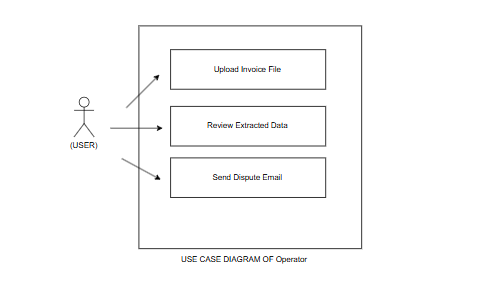 Upload Invoice File
Review Extracted Data
(USER)
Send Dispute Email
USE CASE DIAGRAM OF Operator